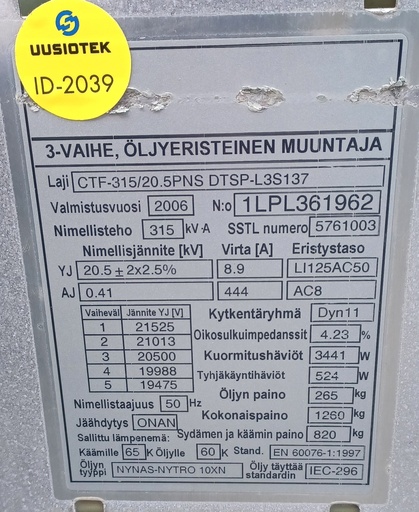 UUSIOTEK
ID-2039
3-VAIHE, ÖLJYERISTEINEN MUUNTAJA
Laji CTF-315/20.5PNS DTSP-L3S137
Valmistusvuosi 2006 N:o 1LPL361962
Nimellisteho 315 kVA SSTL numero 5761003
Nimellisjännite [kV] Virta [A] Eristystaso
YJ 20.5 ± 2x2.5% 8.9 LI125AC50
AJ 0.41 444 AC8
Vaiheväl Jännite YJ [V] Kytkentäryhmä Dyn11
1 21525
Oikosulkuimpedanssit 4.23 %
2 21013
3 20500 Kuormitushäviöt 3441 W
4 19988 Tyhjäkäyntihäviöt 524 W
5 19475
Öljyn paino 265 kg
Nimellistaajuus 50 Hz
Kokonaispaino 1260 kg
Jäähdytys ONAN
Sallittu lämpenemä: Sydämen ja käämin paino 820 kg
Käämille 65 K Öljylle 60 K Stand. EN 60076-1:1997
Öljyn tyyppi NYNAS-NYTRO 10XN Öljy täyttää standardin IEC-296